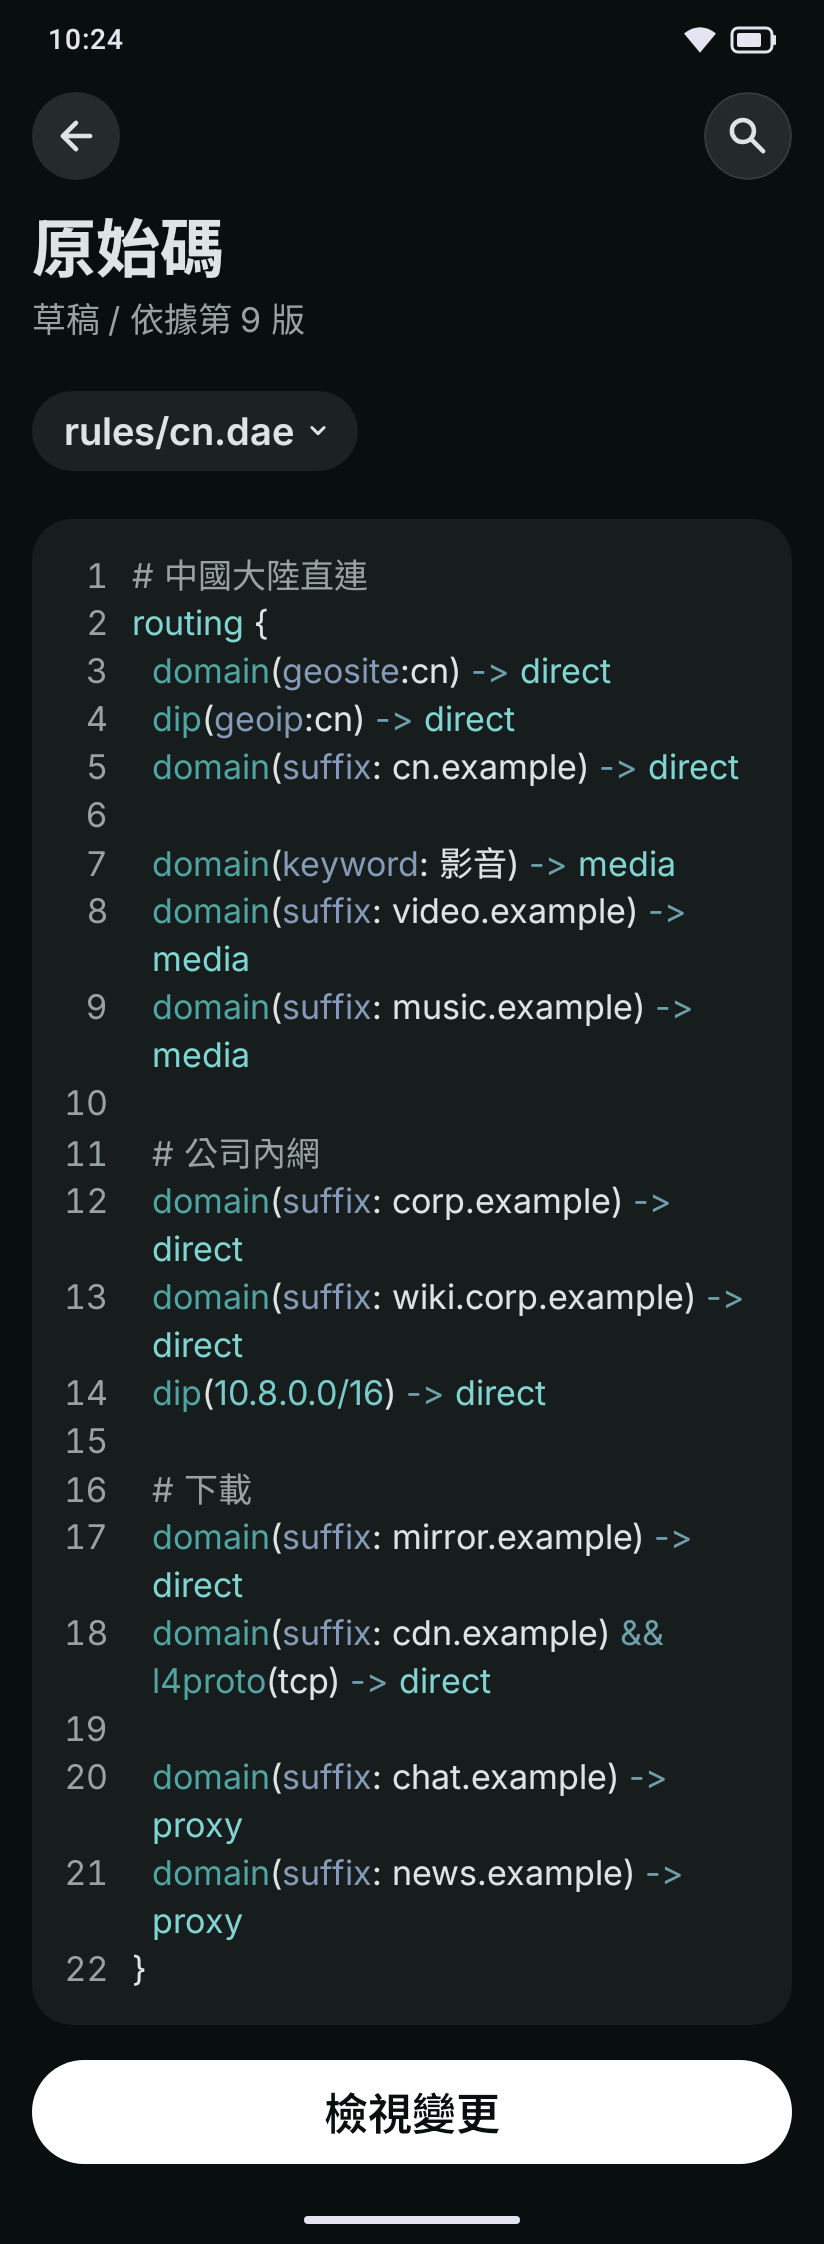 10:24
原始碼
草稿 / 依據第 9 版
rules/cn.dae
1 # 中國大陸直連
2 routing {
3 domain(geosite:cn) -> direct
4 dip(geoip:cn) -> direct
5 domain(suffix: cn.example) -> direct
6
7 domain(keyword: 影音) -> media
8 domain(suffix: video.example) ->
media
9 domain(suffix: music.example) ->
media
10
11 # 公司內網
12 domain(suffix: corp.example) ->
direct
13 domain(suffix: wiki.corp.example) ->
direct
14 dip(10.8.0.0/16) -> direct
15
16 # 下載
17 domain(suffix: mirror.example) ->
direct
18 domain(suffix: cdn.example) &&
l4proto(tcp) -> direct
19
20 domain(suffix: chat.example) ->
proxy
21 domain(suffix: news.example) ->
proxy
22 }
檢視變更